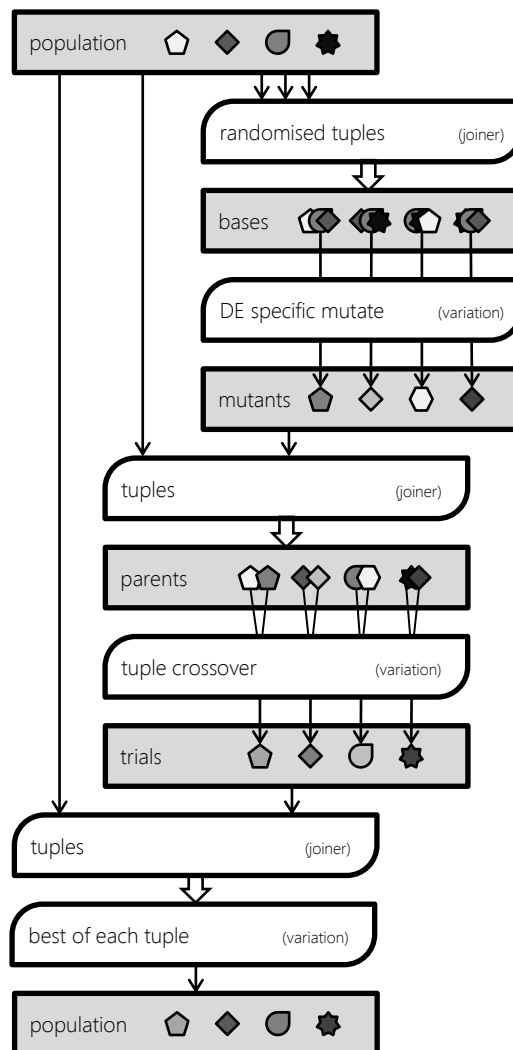 population
randomised tuples (joiner)
bases
DE specific mutate (variation)
mutants
tuples (joiner)
parents
tuple crossover (variation)
trials
tuples (joiner)
best of each tuple (variation)
population